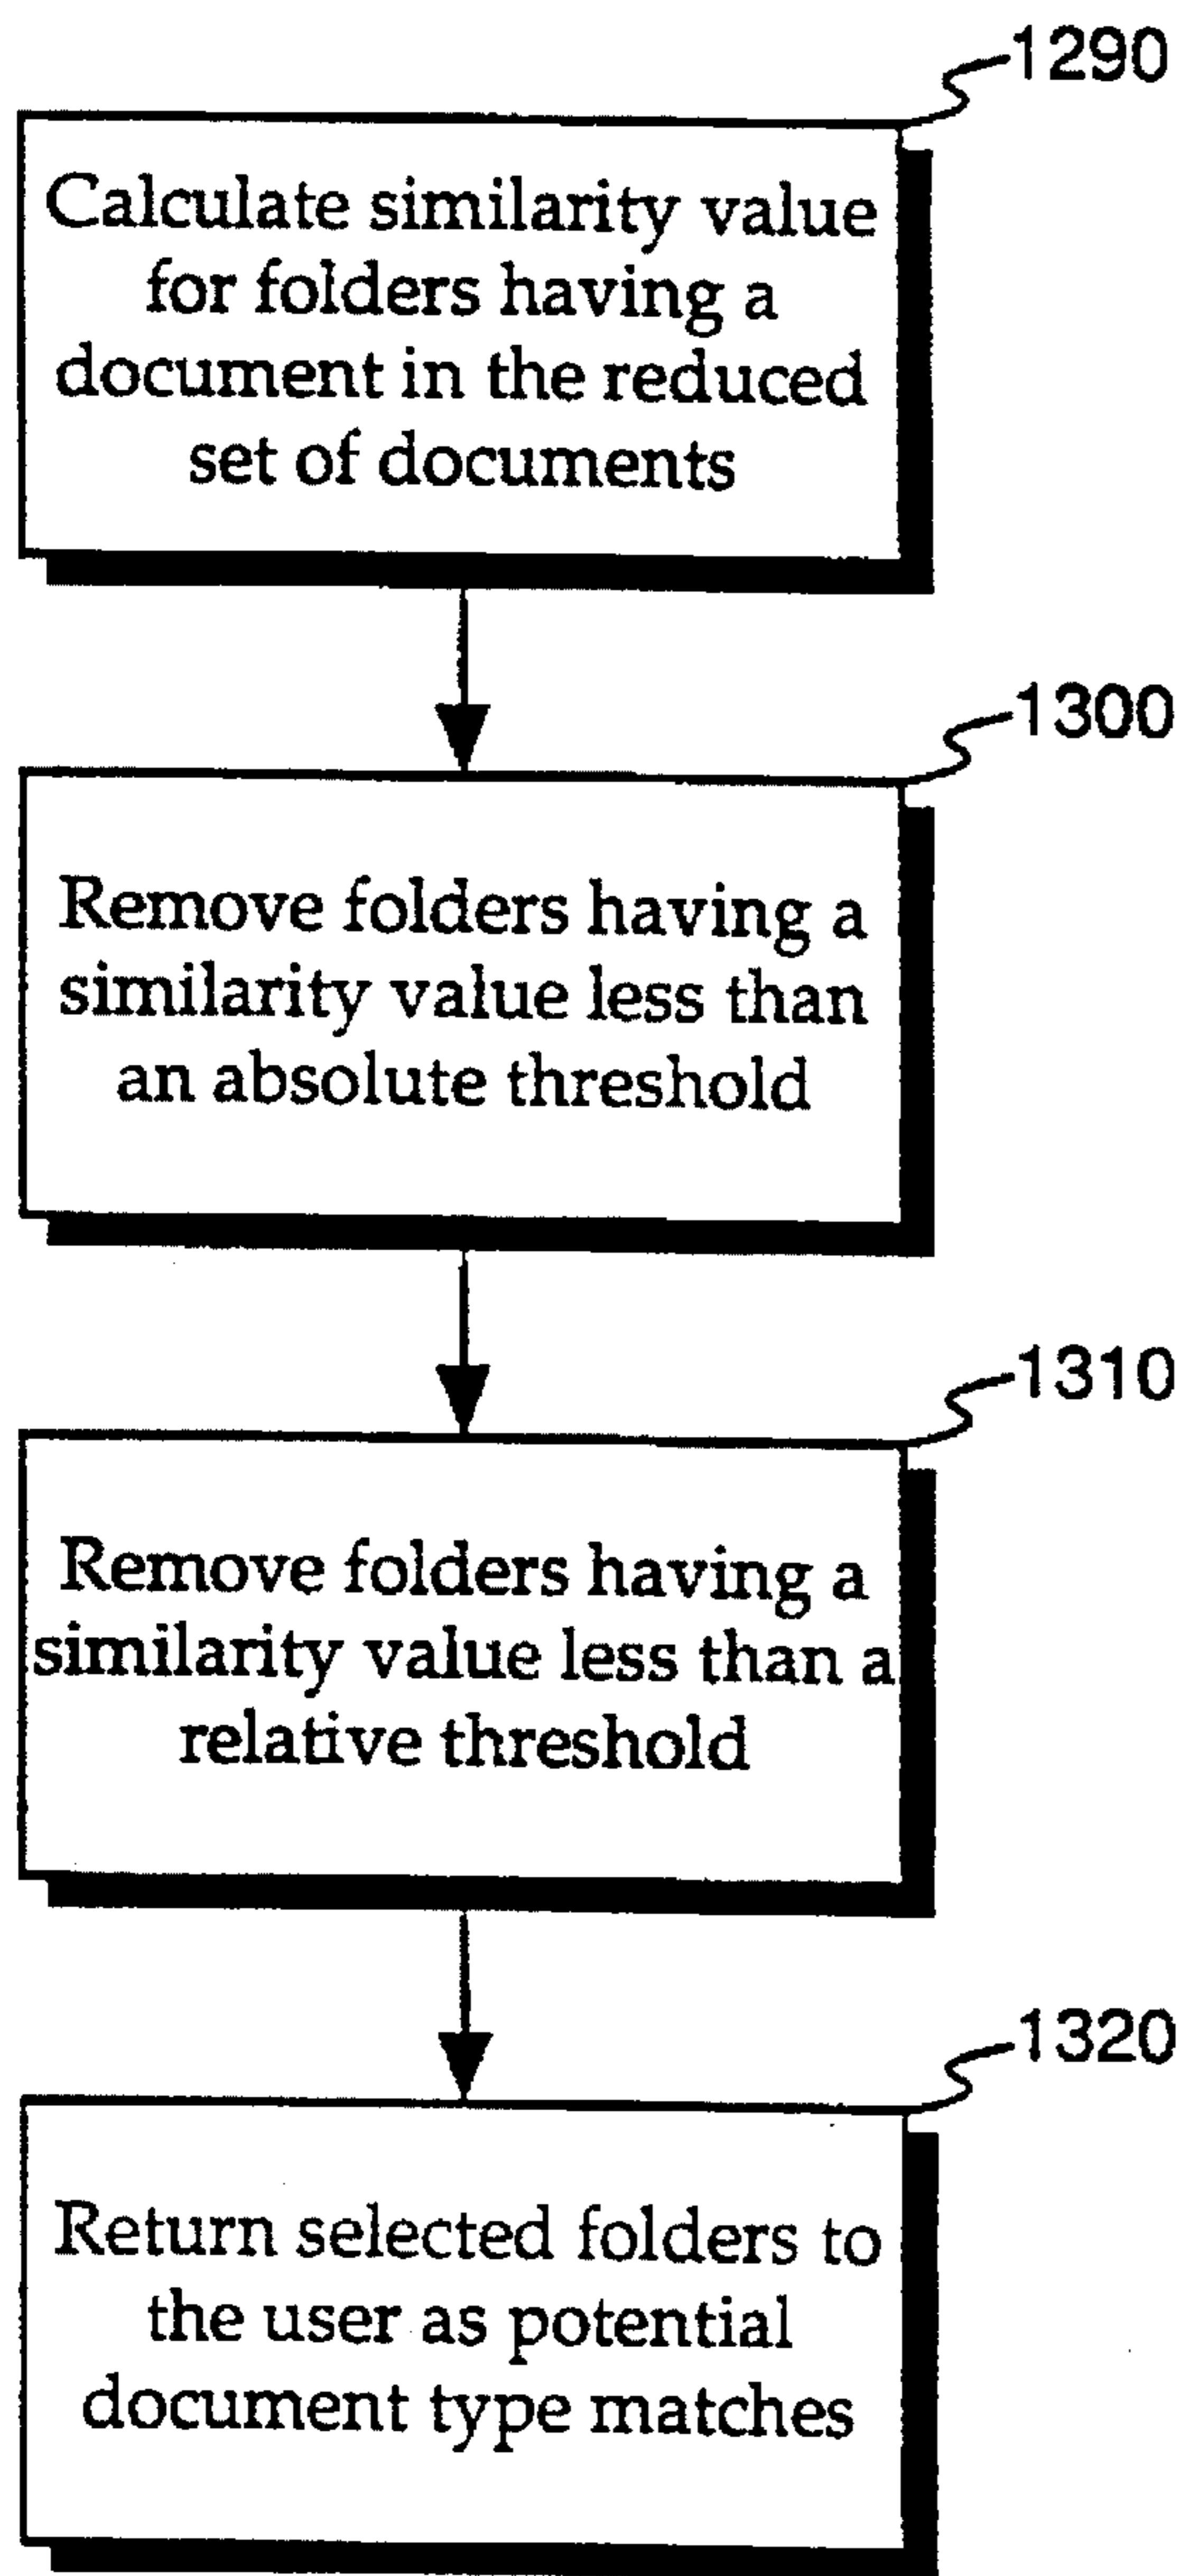 1290
Calculate similarity value
for folders having a
document in the reduced
set of documents
1300
Remove folders having a
similarity value less than
an absolute threshold
1310
Remove folders having a
similarity value less than a
relative threshold
1320
Return selected folders to
the user as potential
document type matches